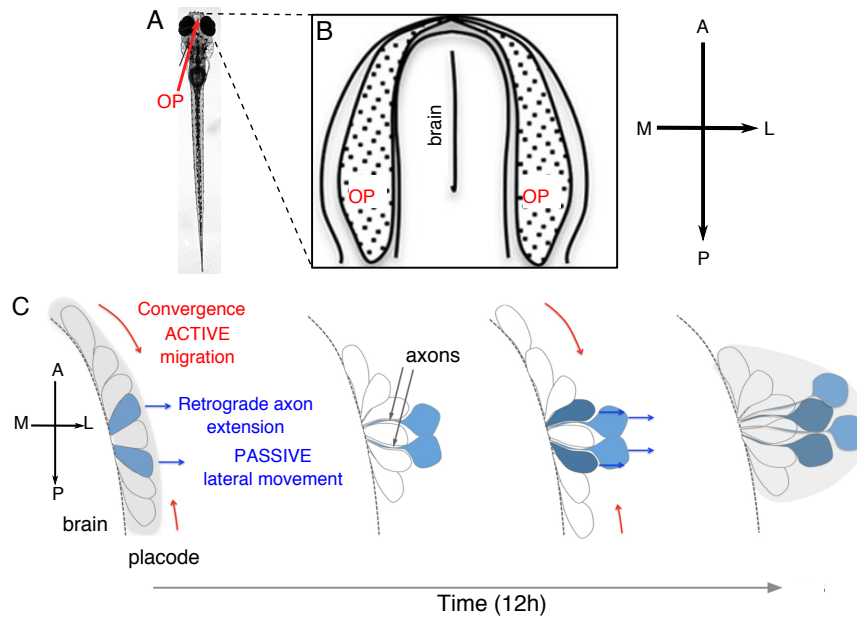 A
OP
B
brain
OP
OP
A
M
L
P
C
Convergence
ACTIVE
migration
A
M
L
P
Retrograde axon
extension
PASSIVE
lateral movement
brain
placode
axons
Time (12h)